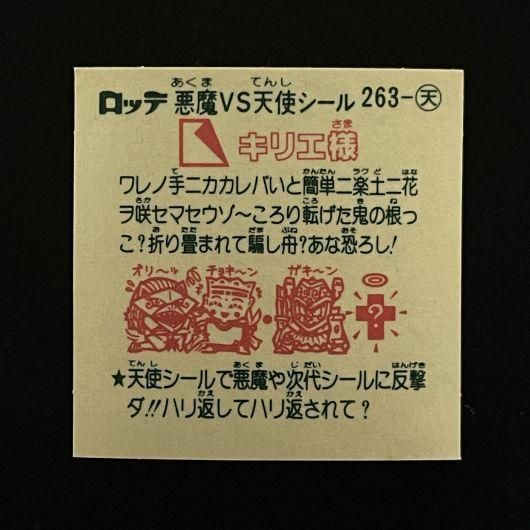 ロッテ 悪魔VS天使シール 263-天
キリエ様
ワレノ手ニカカレバいと簡単ニ楽土ニ花
ヲ咲セマセウゾ〜ころり転げた鬼の根っ
こ?折り畳まれて騙し舟?あな恐ろし!
オリ〜ッ チョキ〜ン ガキ〜ン
?
★天使シールで悪魔や次代シールに反撃
ダ!!ハリ返してハリ返されて?